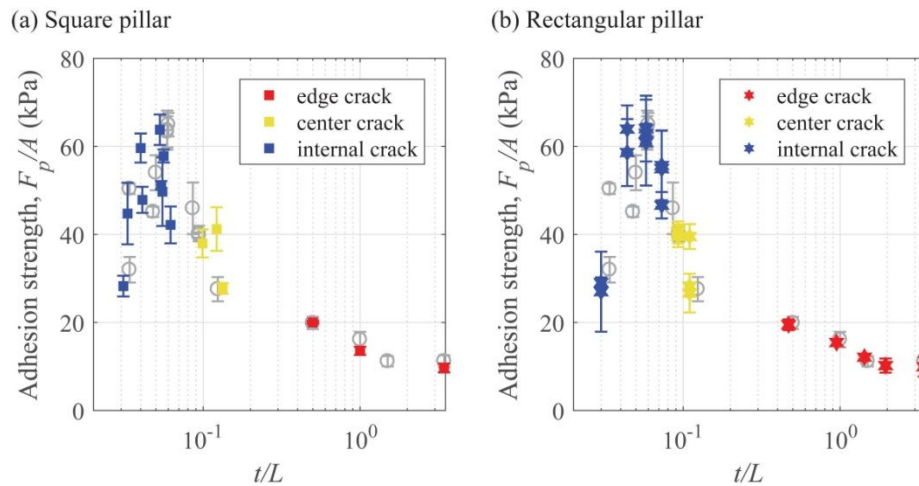 (a) Square pillar
80
60
40
20
0
Adhesion strength, F_p/A (kPa)
edge crack
center crack
internal crack
10^-1
10^0
t/L
(b) Rectangular pillar
80
60
40
20
0
Adhesion strength, F_p/A (kPa)
edge crack
center crack
internal crack
10^-1
10^0
t/L